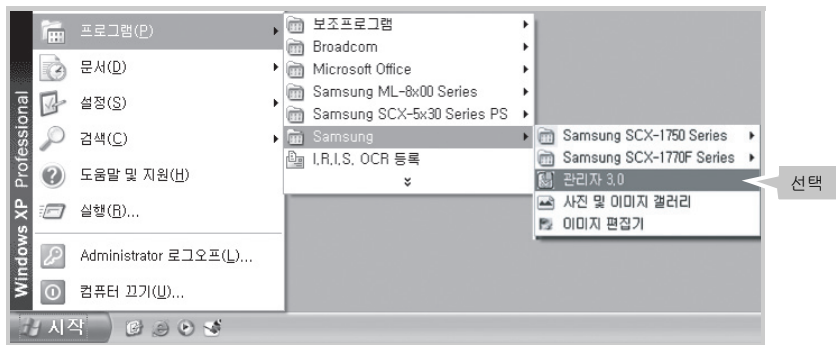 Windows XP Professional
프로그램(P)
문서(D)
설정(S)
검색(C)
도움말 및 지원(H)
실행(R)...
Administrator 로그오프(L)...
컴퓨터 끄기(U)...
시작
보조프로그램
Broadcom
Microsoft Office
Samsung ML-8x00 Series
Samsung SCX-5x30 Series PS
Samsung
I.R.I.S. OCR 등록
Samsung SCX-1750 Series
Samsung SCX-1770F Series
관리자 3.0
사진 및 이미지 갤러리
이미지 편집기
선택